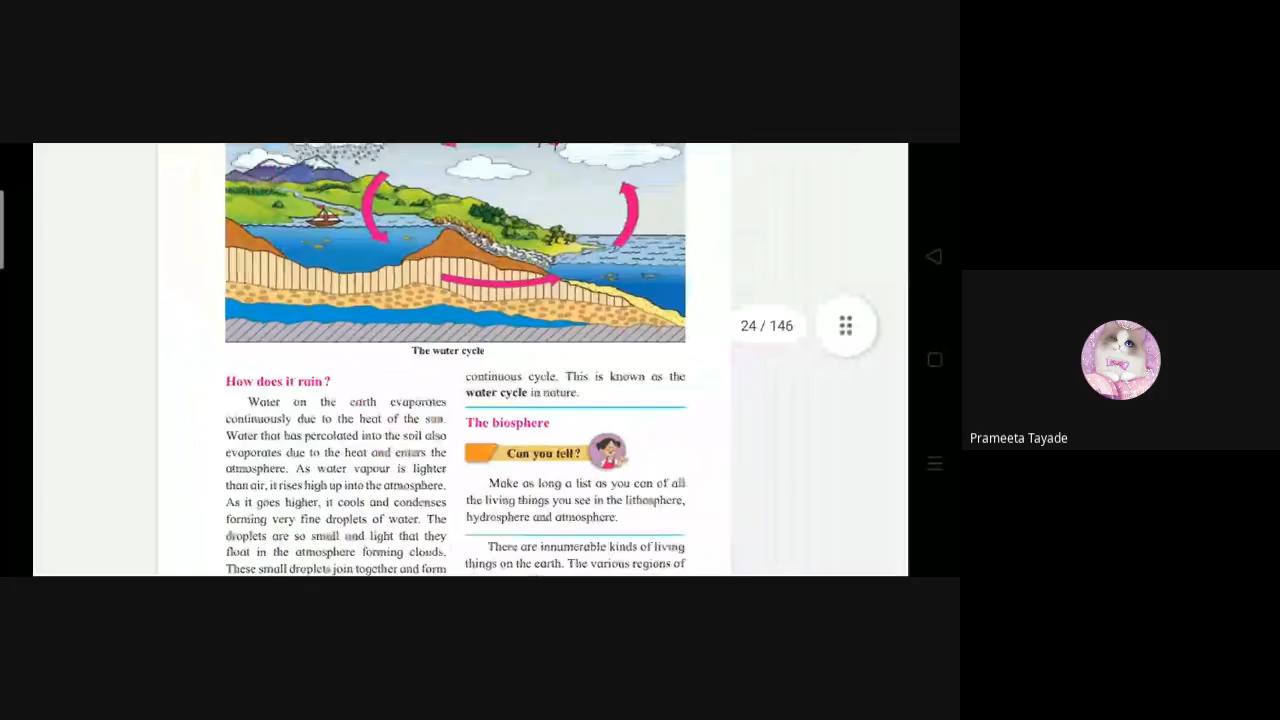 24 / 146
The water cycle
How does it rain?
Water on the earth evaporates
continuously due to the heat of the sun.
Water that has percolated into the soil also
evaporates due to the heat and enters the
atmosphere. As water vapour is lighter
than air, it rises high up into the atmosphere.
As it goes higher, it cools and condenses
forming very fine droplets of water. The
droplets are so small and light that they
float in the atmosphere forming clouds.
These small droplets join together and form
continuous cycle. This is known as the
water cycle in nature.
The biosphere
Can you tell?
Make as long a list as you can of all
the living things you see in the lithosphere,
hydrosphere and atmosphere.
There are innumerable kinds of living
things on the earth. The various regions of
Prameeta Tayade